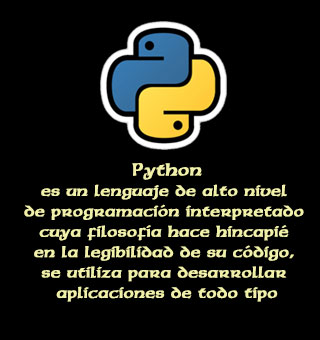 Python
es un lenguaje de alto nivel
de programación interpretado
cuya filosofía hace hincapié
en la legibilidad de su código,
se utiliza para desarrollar
aplicaciones de todo tipo